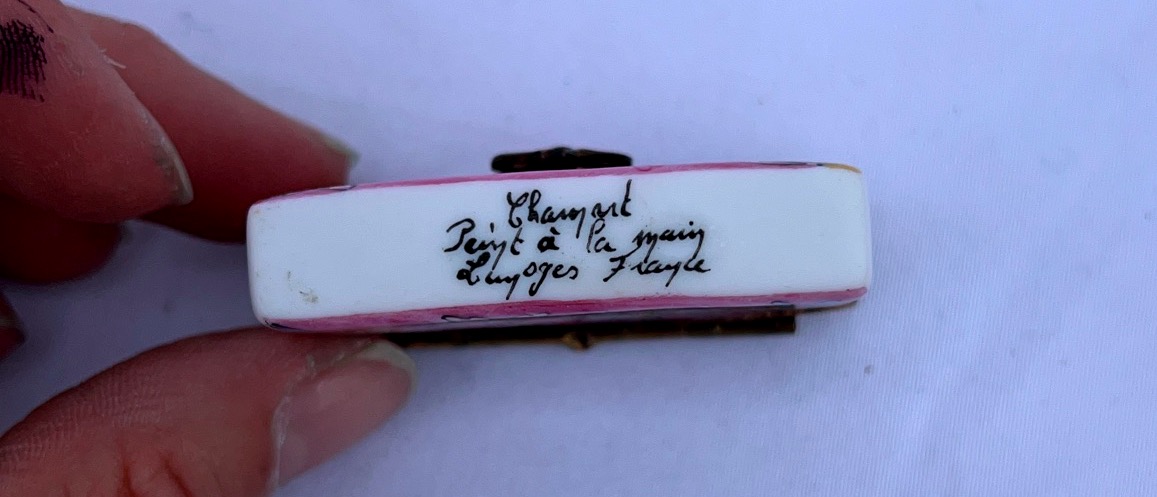 Chamart
Peint à la main
Limoges France